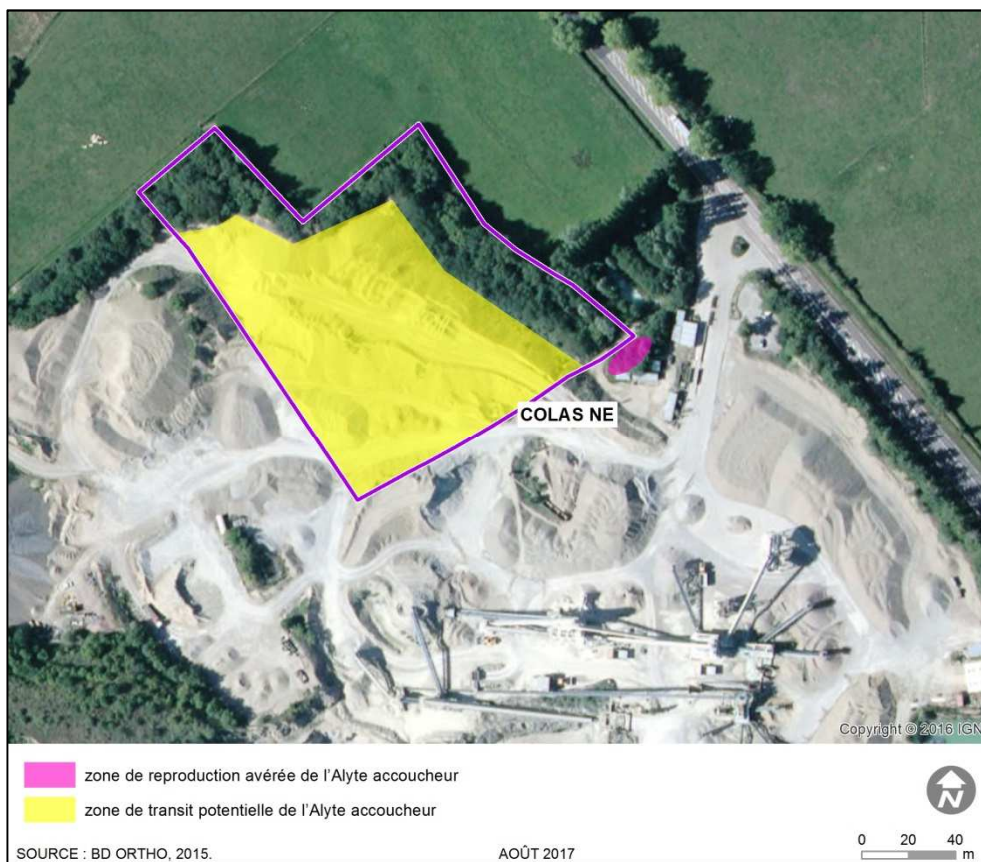 COLAS NE
Copyright © 2016 IGN
zone de reproduction avérée de l'Alyte accoucheur
zone de transit potentielle de l'Alyte accoucheur
N
SOURCE : BD ORTHO, 2015.
AOÛT 2017
0 20 40
m